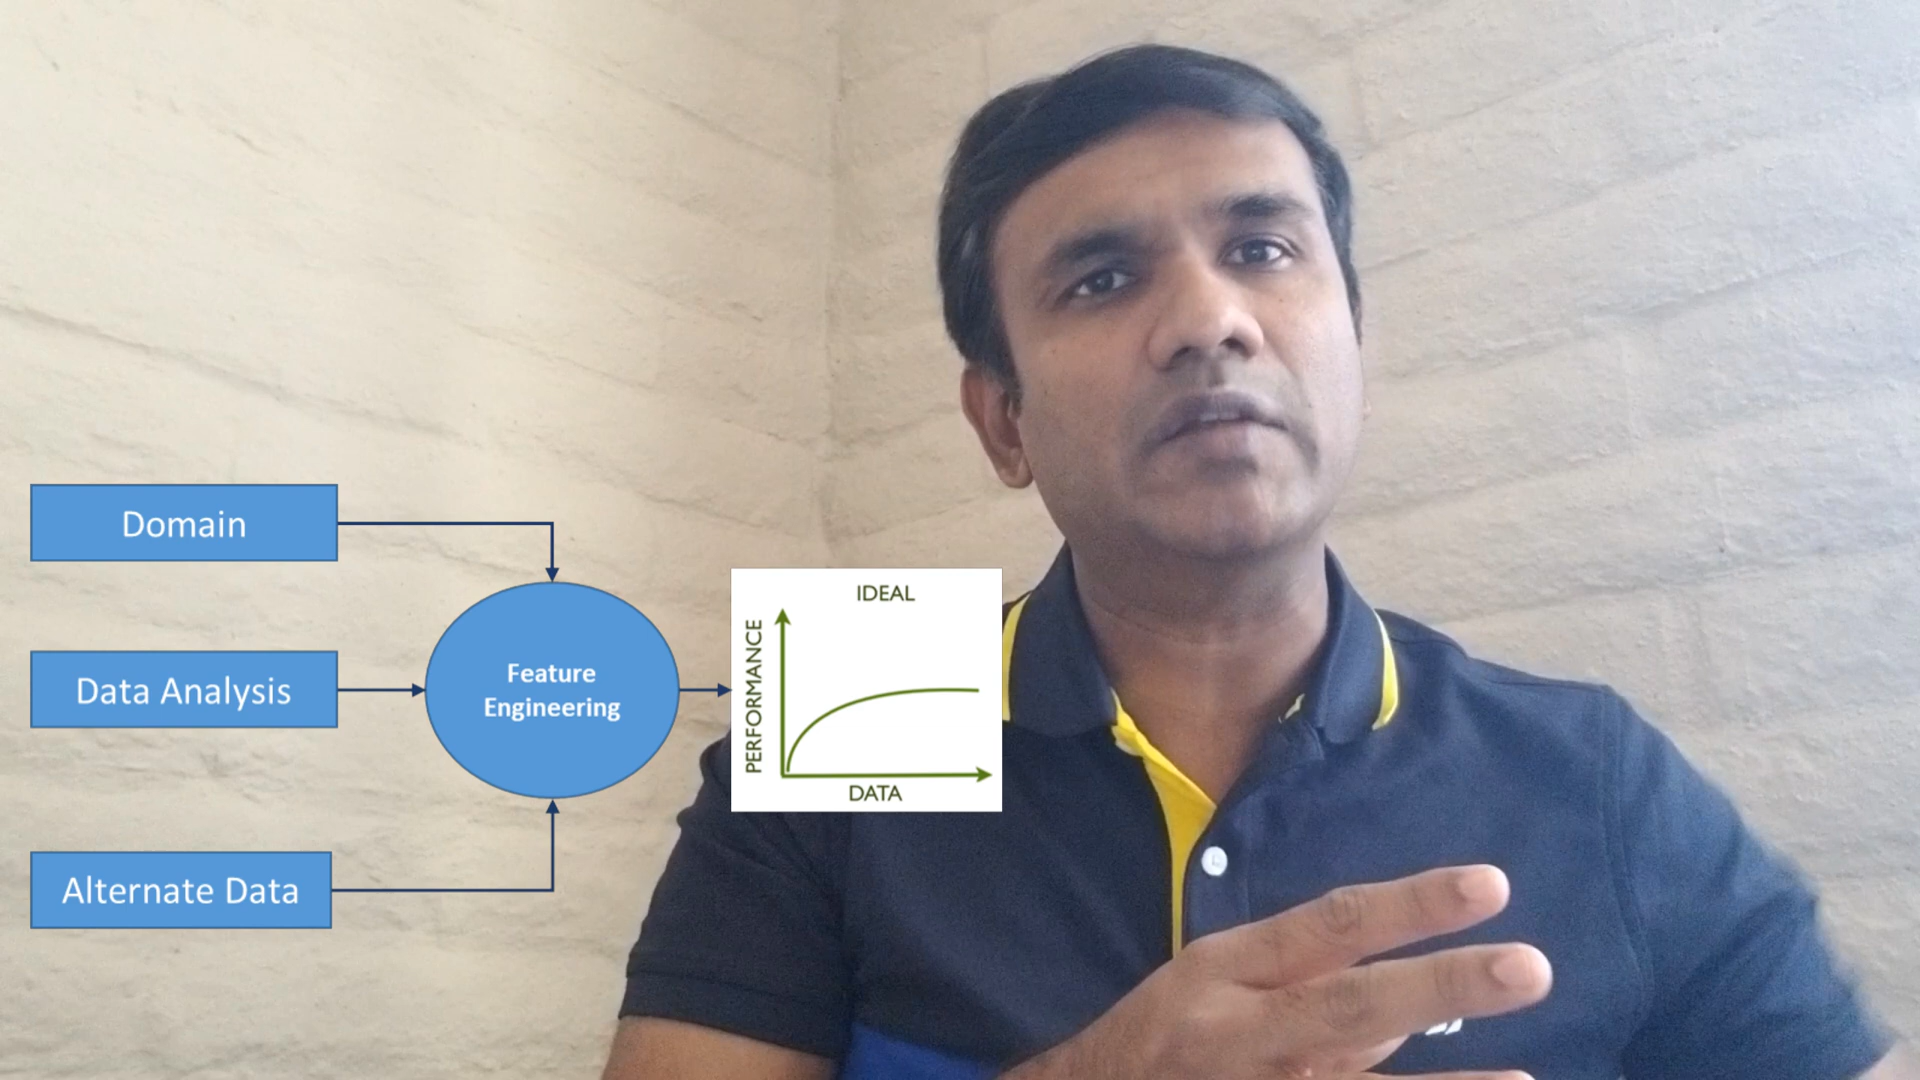 Domain
Data Analysis
Alternate Data
Feature
Engineering
IDEAL
PERFORMANCE
DATA